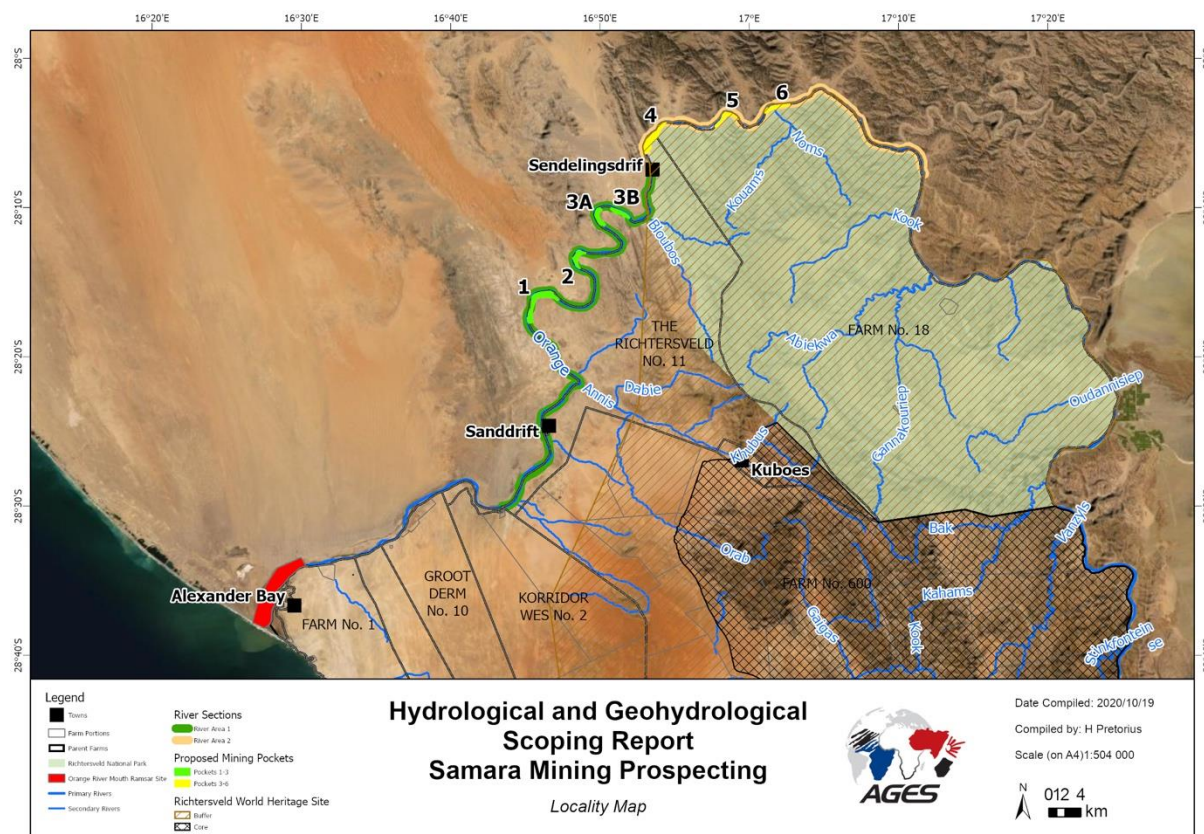 16°20'E
16°30'E
16°40'E
16°50'E
17°E
17°10'E
17°20'E
28°S
28°10'S
28°20'S
28°30'S
28°40'S
4
5
6
Sendelingsdrif
Noms
Kouams
3A
3B
Kook
Bloubos
2
1
THE
RICHTERSVELD
NO. 11
FARM No. 18
Abiekwa
Orange
Annis
Dabie
Gannakouriep
Oudannisiep
Sanddrift
Khubus
Kuboes
Bak
Vanzyls
Orab
GROOT
DERM
No. 10
KORRIDOR
WES No. 2
FARM No. 600
Kahams
Alexander Bay
FARM No. 1
Gaigas
Kook
Stinkfontein
se
Legend
Towns
Farm Portions
Parent Farms
Richtersveld National Park
Orange River Mouth Ramsar Site
Primary Rivers
Secondary Rivers
River Sections
River Area 1
River Area 2
Proposed Mining Pockets
Pockets 1-3
Pockets 3-6
Richtersveld World Heritage Site
Buffer
Core
Hydrological and Geohydrological
Scoping Report
Samara Mining Prospecting
Locality Map
AGES
Date Compiled: 2020/10/19
Compiled by: H Pretorius
Scale (on A4)1:504 000
N
012 4
km